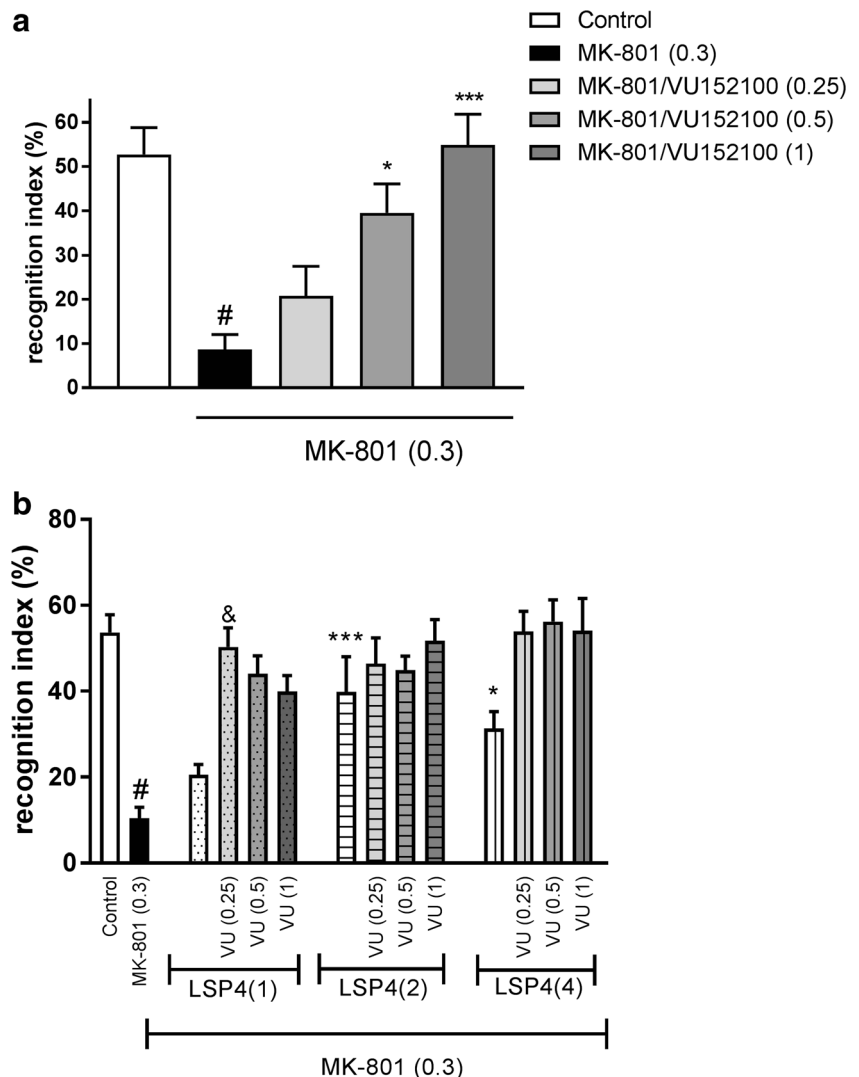 a
Control
MK-801 (0.3)
MK-801/VU152100 (0.25)
MK-801/VU152100 (0.5)
MK-801/VU152100 (1)
recognition index (%)
60
50
40
30
20
10
0
#
*
***
MK-801 (0.3)
b
recognition index (%)
80
60
40
20
0
#
&
***
*
Control
MK-801 (0.3)
VU (0.25)
VU (0.5)
VU (1)
VU (0.25)
VU (0.5)
VU (1)
VU (0.25)
VU (0.5)
VU (1)
LSP4(1)
LSP4(2)
LSP4(4)
MK-801 (0.3)